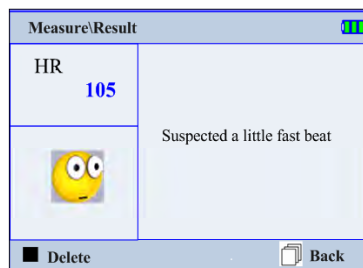 Measure\Result
HR
105
Suspected a little fast beat
Delete
Back